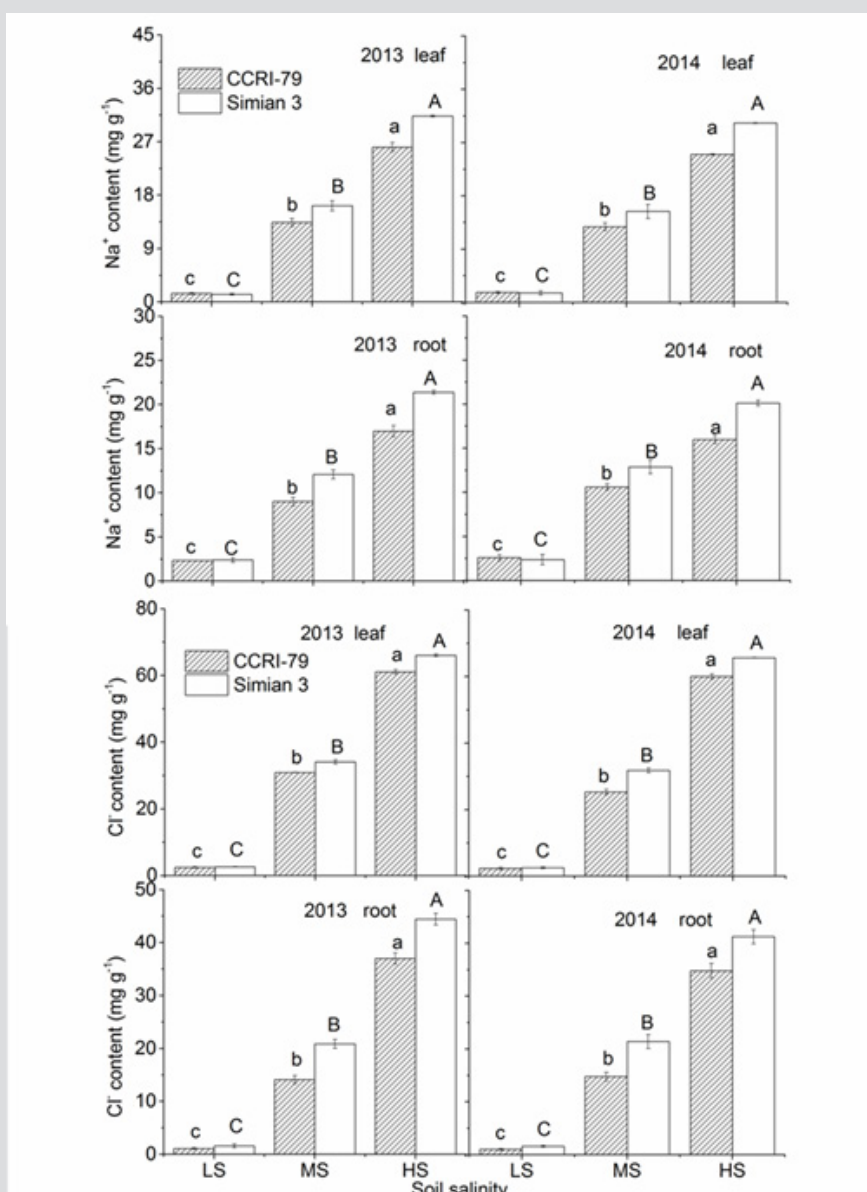 45
36
27
18
9
0
Na⁺ content (mg g⁻¹)
CCRI-79
Simian 3
2013 leaf
c C
b B
a A
2014 leaf
c C
b B
a A
30
25
20
15
10
5
0
Na⁺ content (mg g⁻¹)
2013 root
c C
b B
a A
2014 root
c C
b B
a A
80
60
40
20
0
Cl⁻ content (mg g⁻¹)
2013 leaf
CCRI-79
Simian 3
c C
b B
a A
2014 leaf
c C
b B
a A
50
40
30
20
10
0
Cl⁻ content (mg g⁻¹)
2013 root
c C
b B
a A
2014 root
c C
b B
a A
LS MS HS LS MS HS
Soil salinity